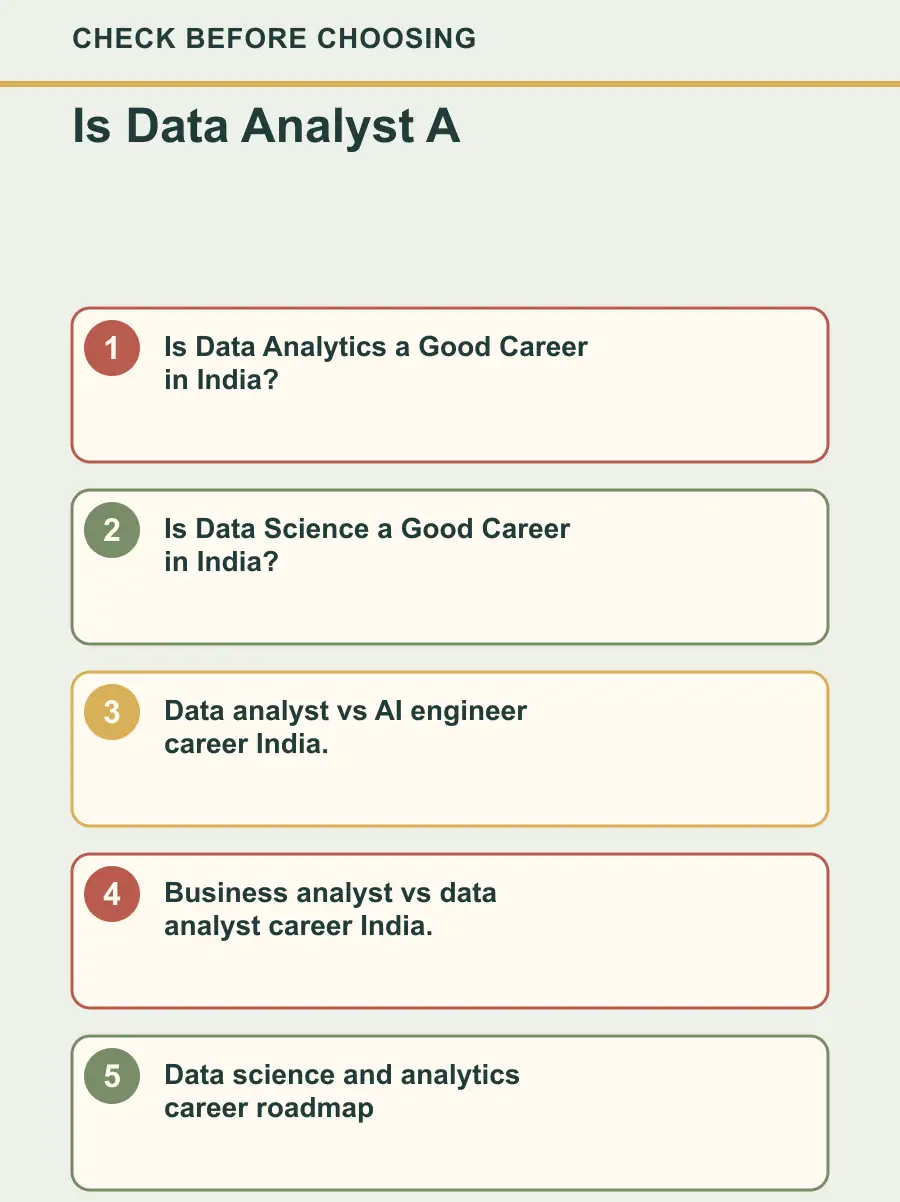 CHECK BEFORE CHOOSING
Is Data Analyst A
1
Is Data Analytics a Good Career
in India?
2
Is Data Science a Good Career
in India?
3
Data analyst vs AI engineer
career India.
4
Business analyst vs data
analyst career India.
5
Data science and analytics
career roadmap